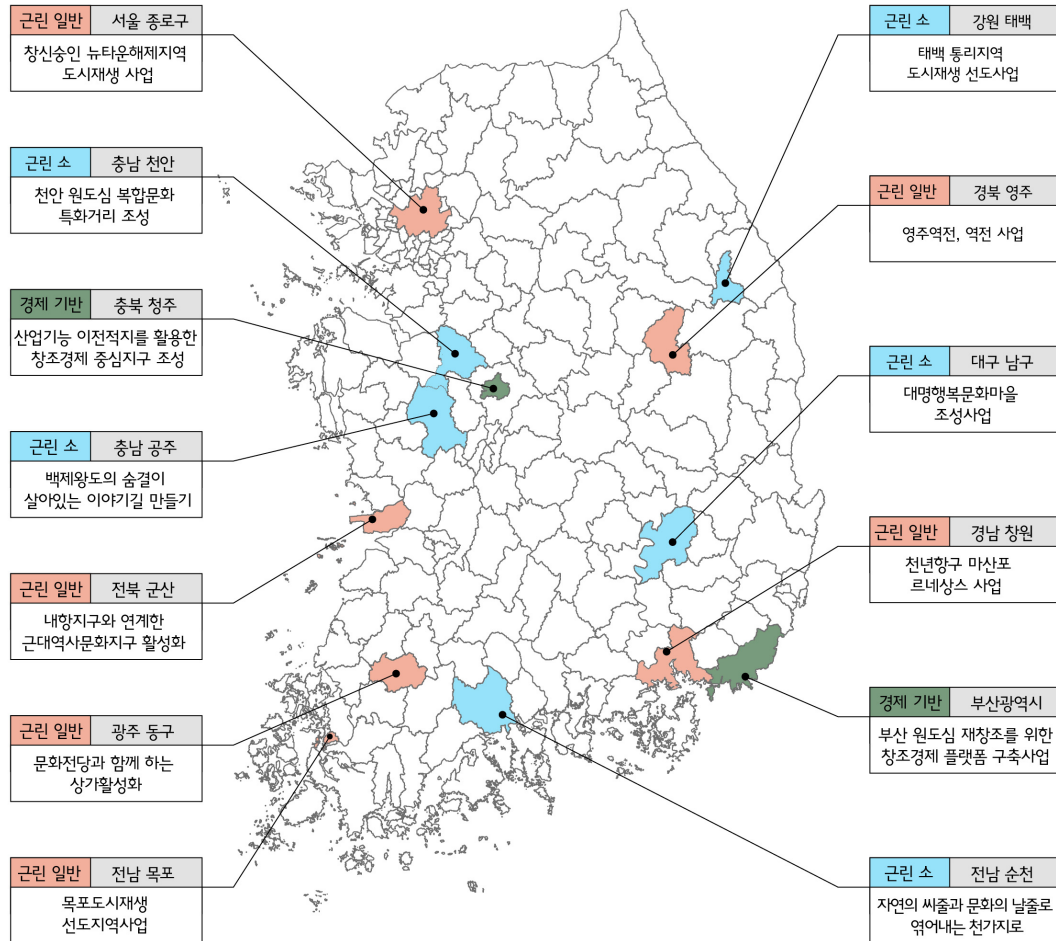 근린 일반 서울 종로구
창신숭인 뉴타운해제지역
도시재생 사업
근린 소 충남 천안
천안 원도심 복합문화
특화거리 조성
경제 기반 충북 청주
산업기능 이전적지를 활용한
창조경제 중심지구 조성
근린 소 충남 공주
백제왕도의 숨결이
살아있는 이야기길 만들기
근린 일반 전북 군산
내항지구와 연계한
근대역사문화지구 활성화
근린 일반 광주 동구
문화전당과 함께 하는
상가활성화
근린 일반 전남 목포
목포도시재생
선도지역사업
근린 소 강원 태백
태백 통리지역
도시재생 선도사업
근린 일반 경북 영주
영주역전, 역전 사업
근린 소 대구 남구
대명행복문화마을
조성사업
근린 일반 경남 창원
천년항구 마산포
르네상스 사업
경제 기반 부산광역시
부산 원도심 재창조를 위한
창조경제 플랫폼 구축사업
근린 소 전남 순천
자연의 씨줄과 문화의 날줄로
엮어내는 천가지로